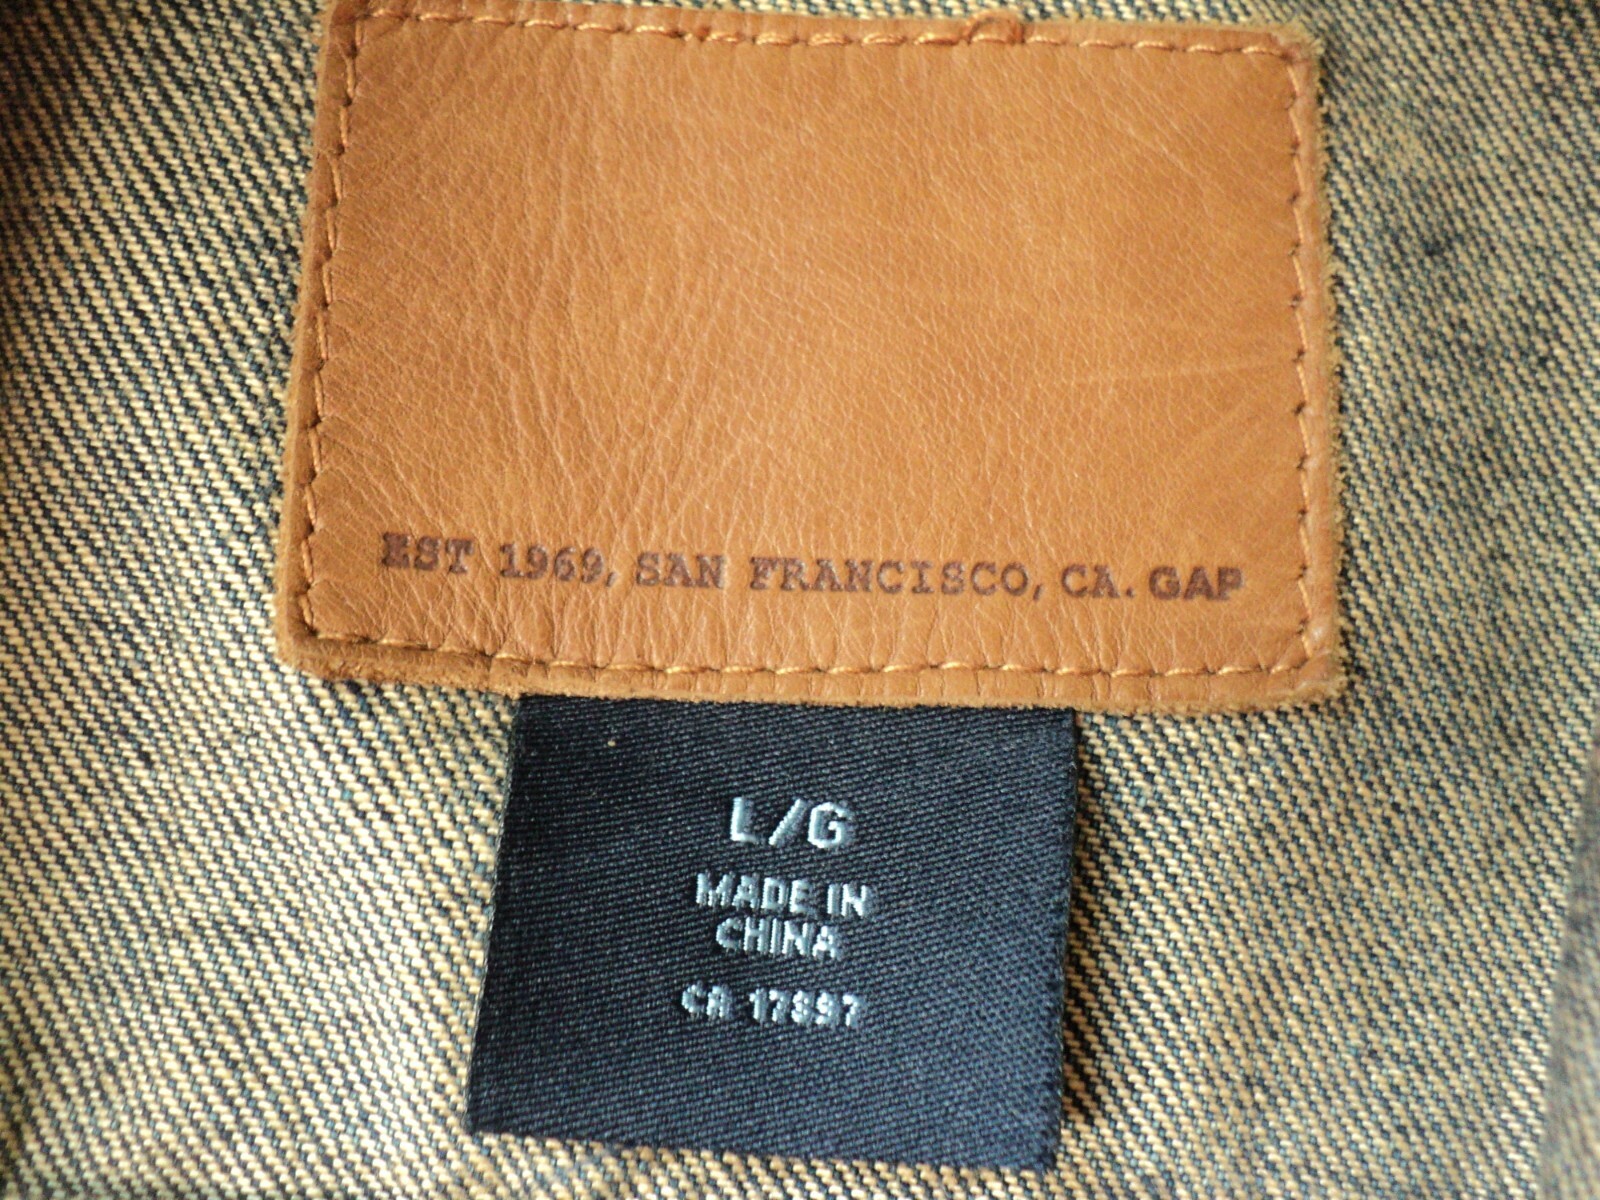 EST 1969, SAN FRANCISCO, CA. GAP
L/G
MADE IN
CHINA
CA 17897